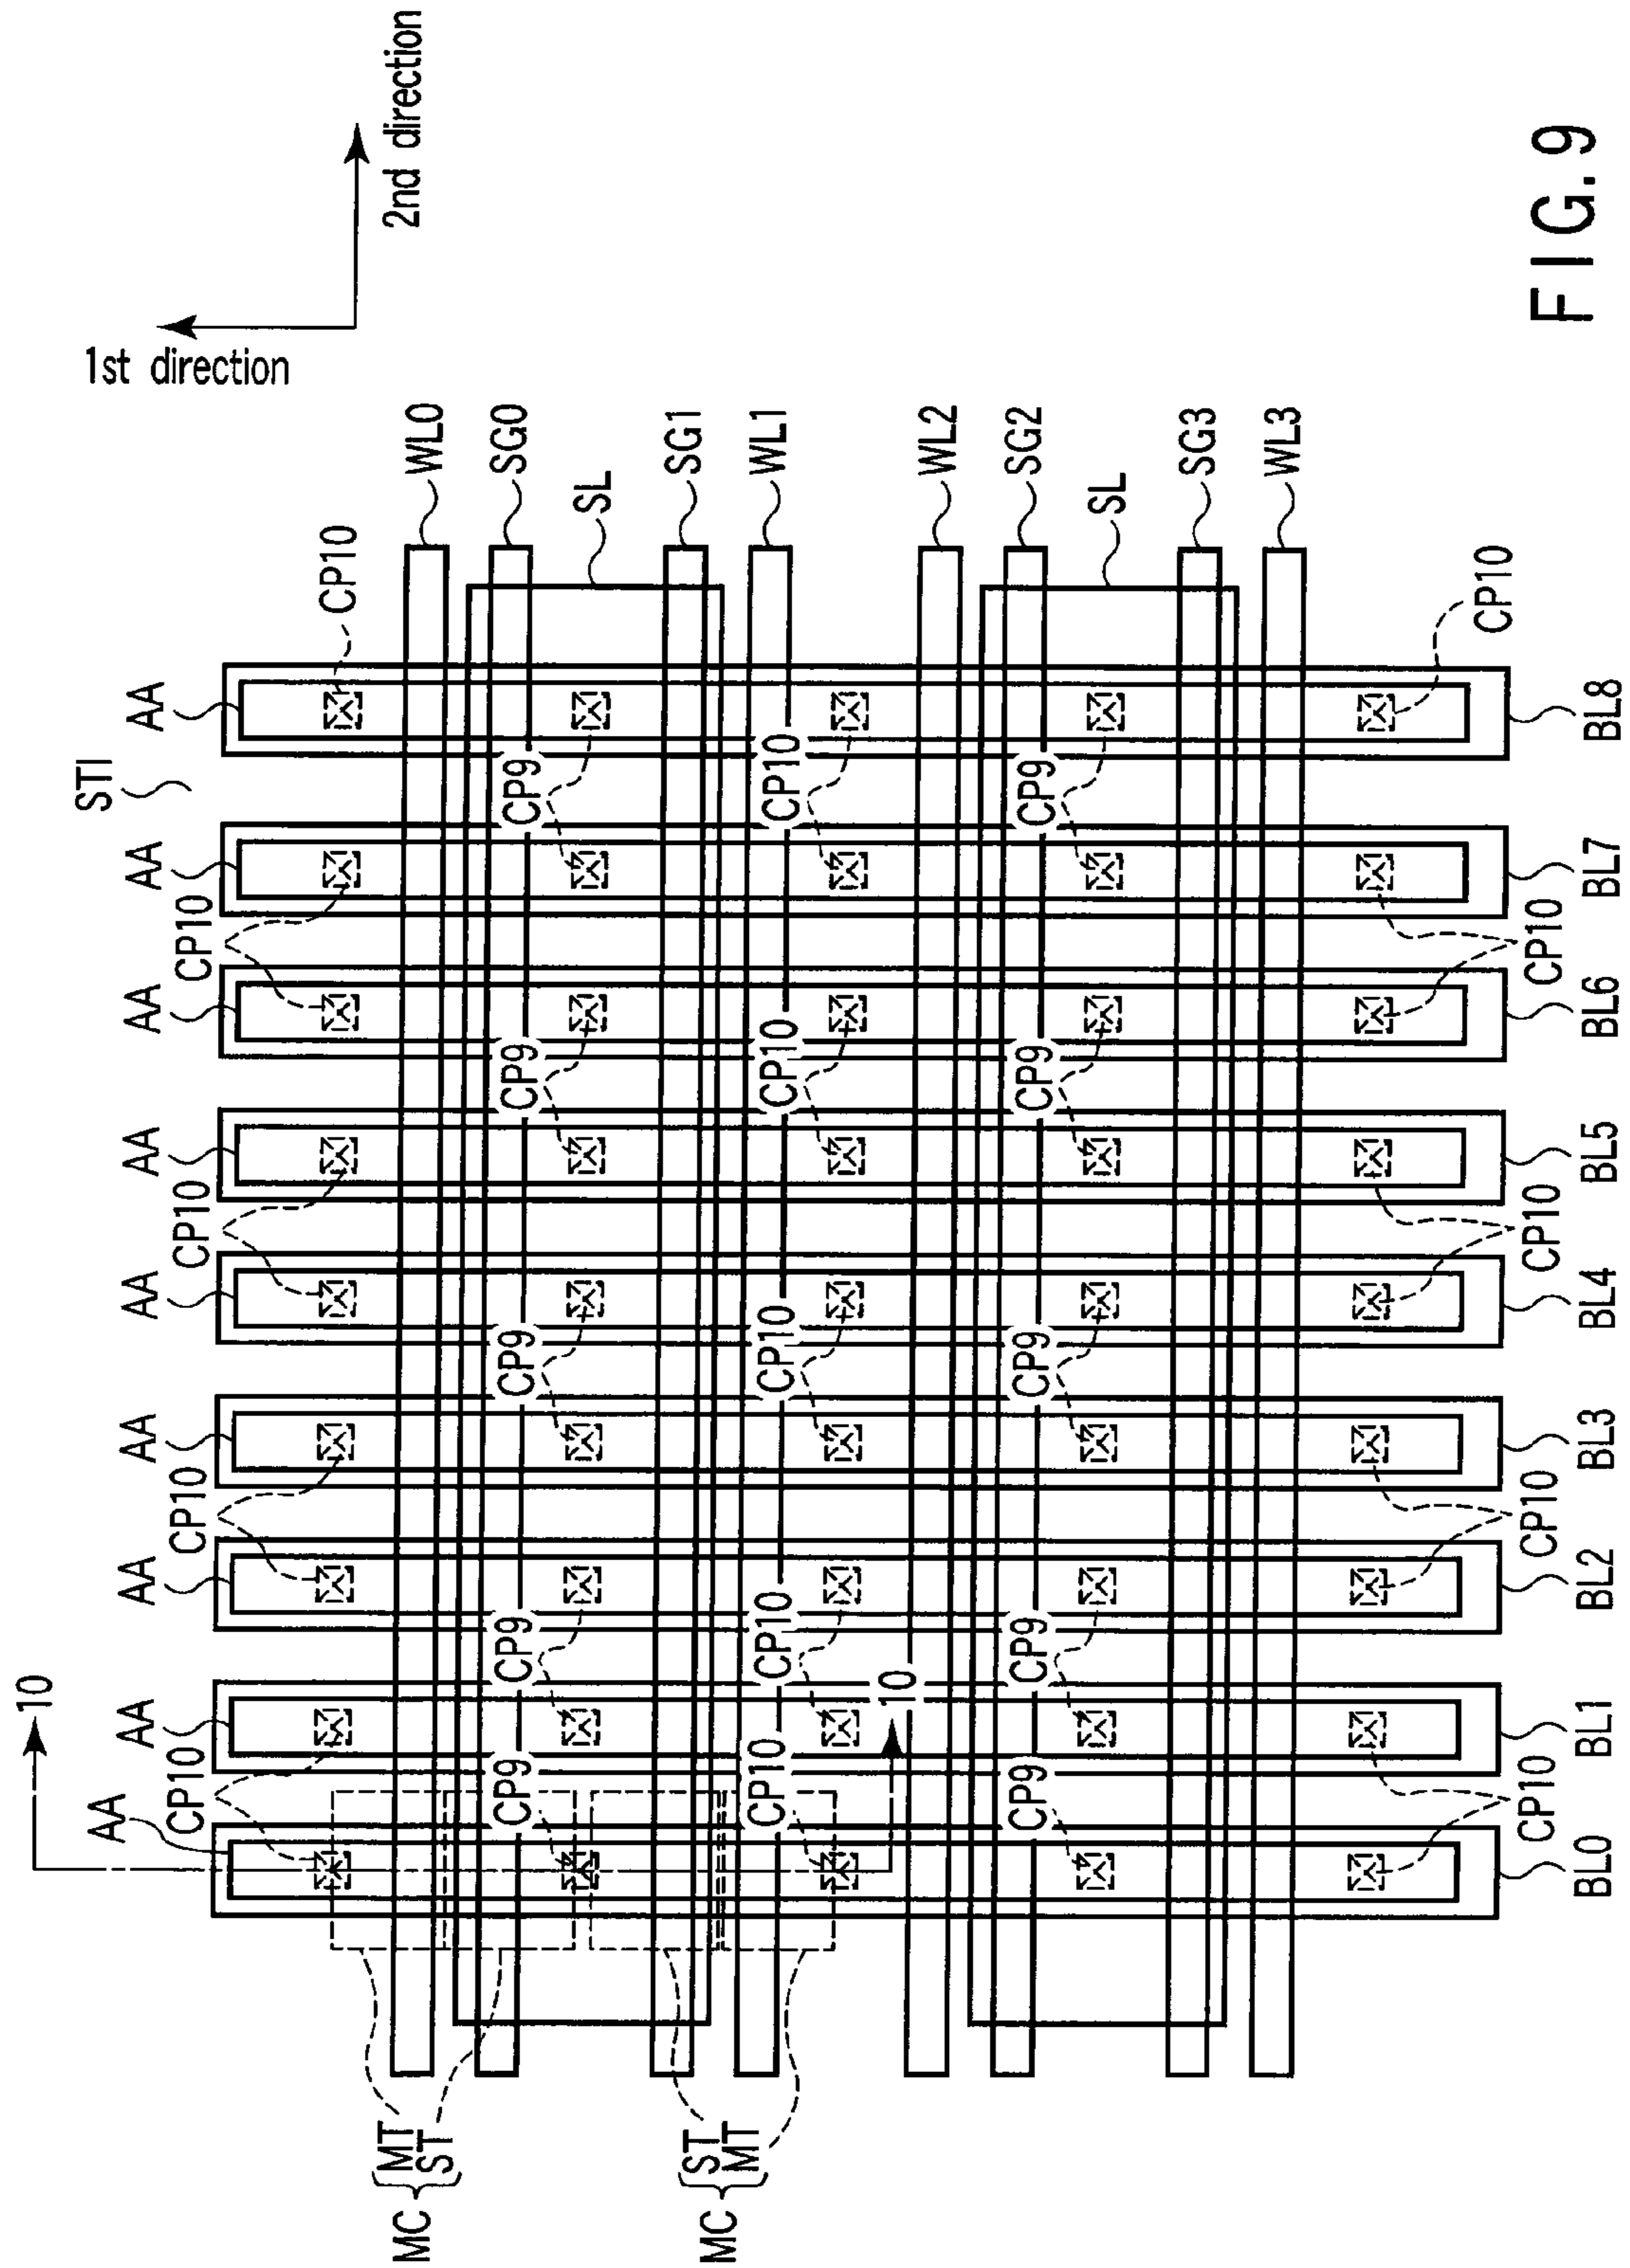 10
1st direction
2nd direction
STI
AA AA AA AA AA AA AA AA AA
CP10 CP10 CP10 CP10 CP10
MC { MT
ST
WL0
CP9 CP9 CP9 CP9 CP9
SG0
SL
MC { ST
MT
SG1
CP10 CP10 CP10 CP10 CP10
WL1
10
WL2
CP9 CP9 CP9 CP9 CP9
SG2
SL
SG3
WL3
CP10 CP10 CP10 CP10 CP10
BL0 BL1 BL2 BL3 BL4 BL5 BL6 BL7 BL8
FIG. 9